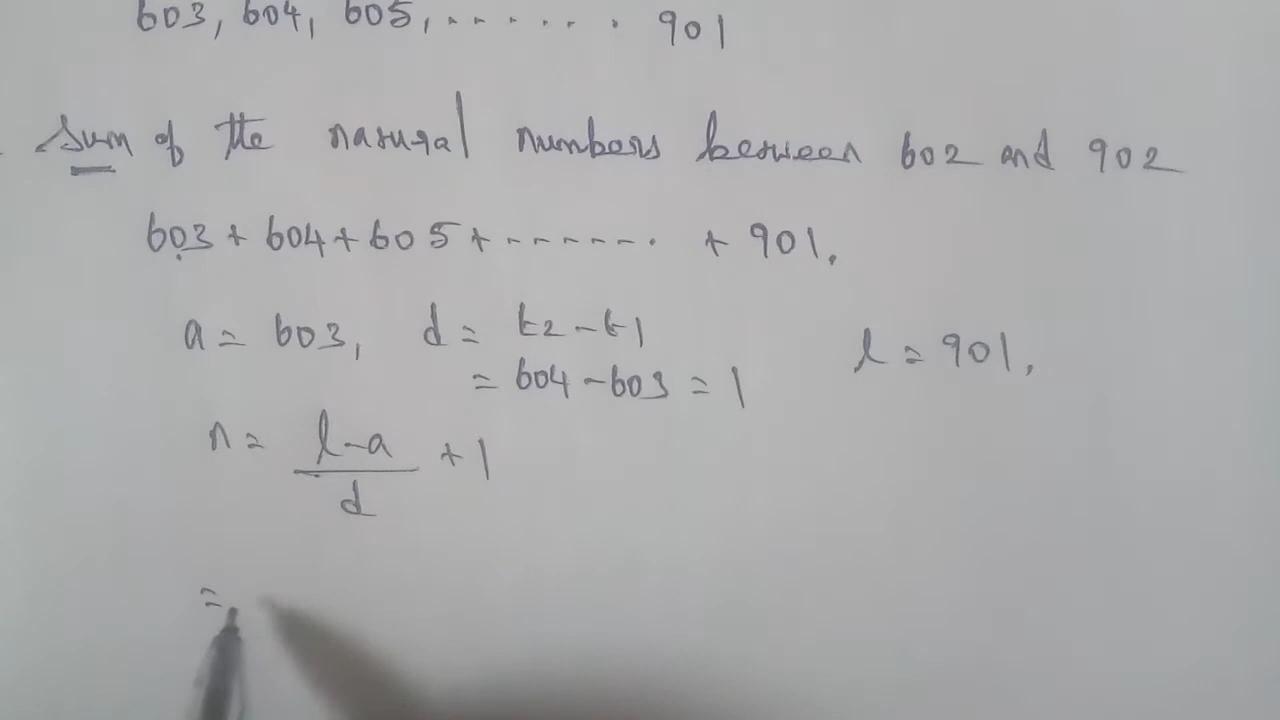 603, 604, 605, ....... 901
Sum of the natural numbers between 602 and 902
603 + 604 + 605 + ....... + 901.
a = 603, d = t2 - t1 l = 901,
= 604 - 603 = 1
n = l-a/d + 1
=